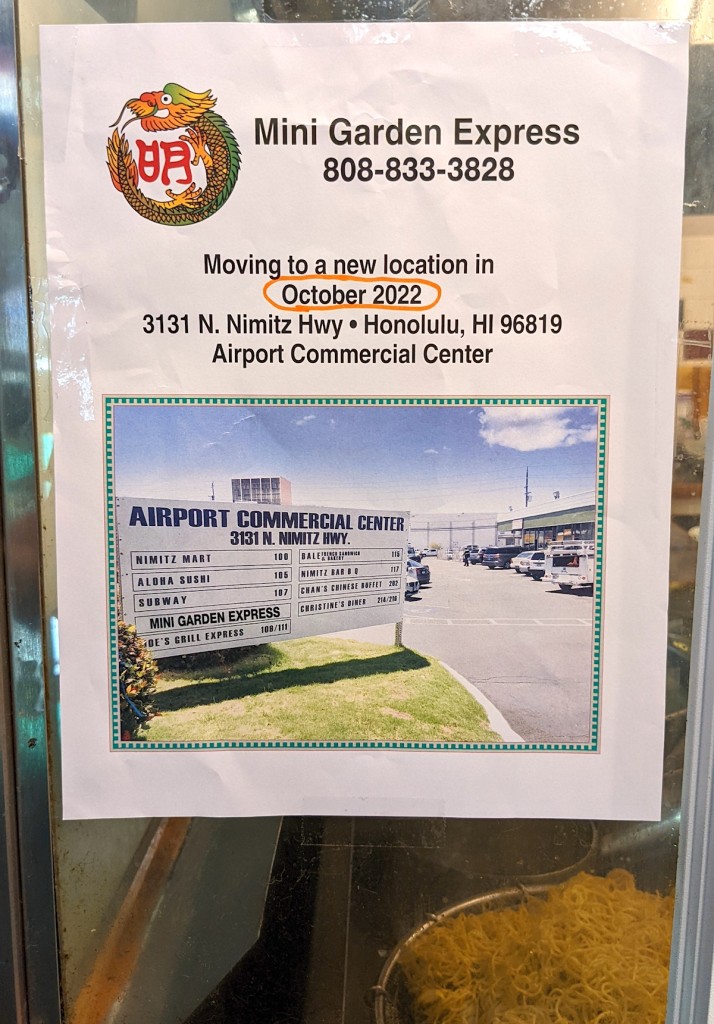 明
Mini Garden Express
808-833-3828
Moving to a new location in
October 2022
3131 N. Nimitz Hwy • Honolulu, HI 96819
Airport Commercial Center
AIRPORT COMMERCIAL CENTER
3131 N. NIMITZ HWY.
NIMITZ MART 100
ALOHA SUSHI 105
SUBWAY 107
MINI GARDEN EXPRESS
OE'S GRILL EXPRESS 108/111
BALE FRENCH SANDWICH & BAKERY 115
NIMITZ BAR B Q 117
CHAN'S CHINESE BUFFET 202
CHRISTINE'S DINER 214/216